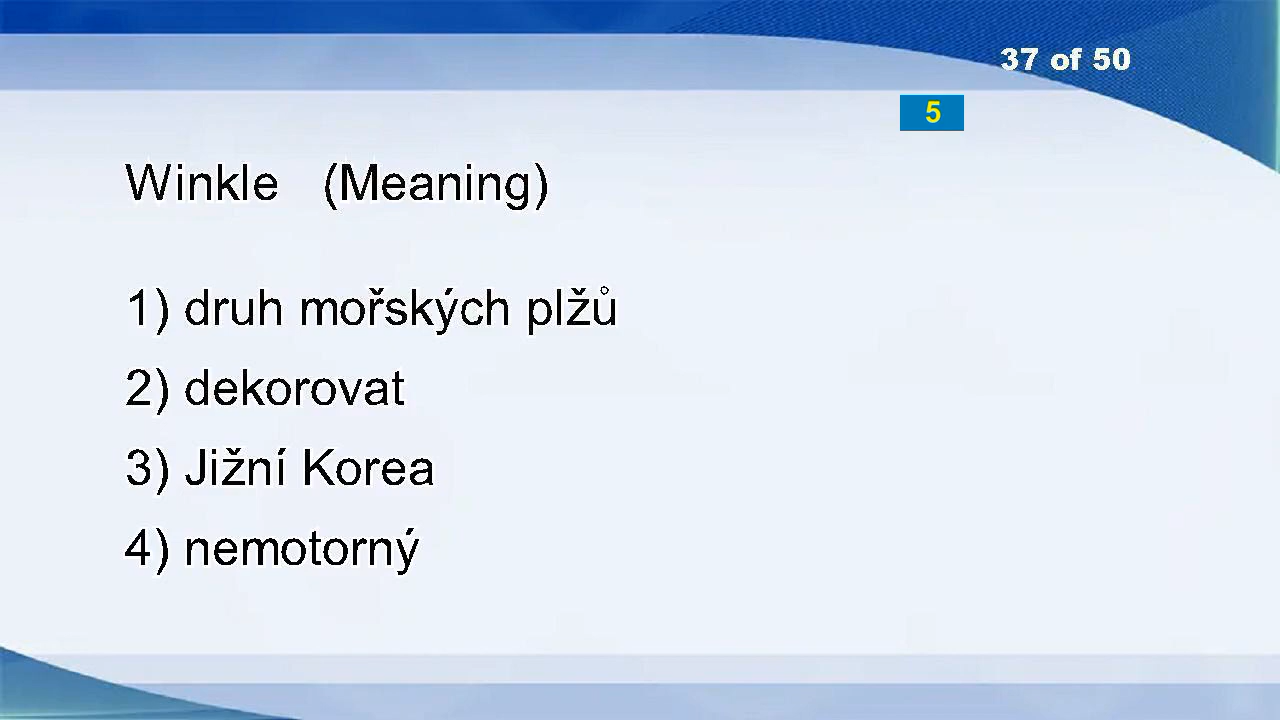 37 of 50
5
Winkle (Meaning)
1) druh mořských plžů
2) dekorovat
3) Jižní Korea
4) nemotorný